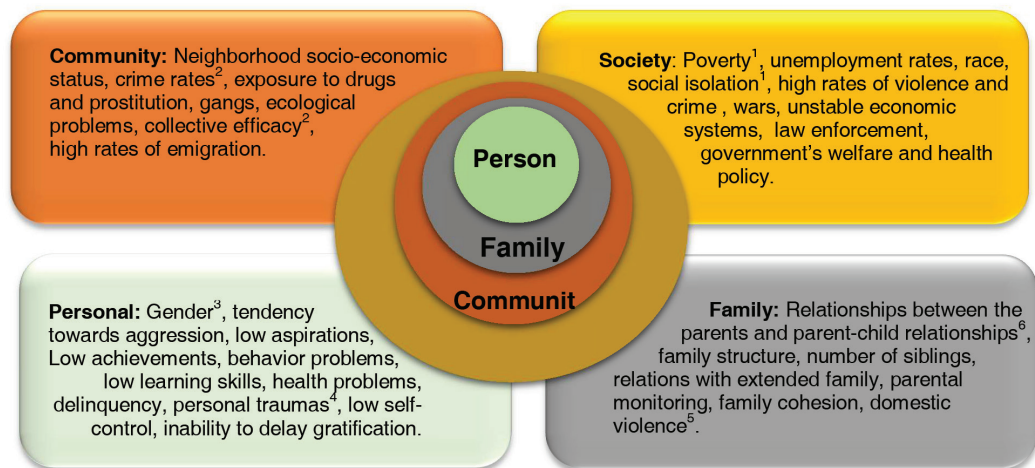 Community: Neighborhood socio-economic
status, crime rates², exposure to drugs
and prostitution, gangs, ecological
problems, collective efficacy²,
high rates of emigration.
Society: Poverty¹, unemployment rates, race,
social isolation¹, high rates of violence and
crime , wars, unstable economic
systems, law enforcement,
government's welfare and health
policy.
Person
Family
Communit
Personal: Gender³, tendency
towards aggression, low aspirations,
Low achievements, behavior problems,
low learning skills, health problems,
delinquency, personal traumas⁴, low self-
control, inability to delay gratification.
Family: Relationships between the
parents and parent-child relationships⁶,
family structure, number of siblings,
relations with extended family, parental
monitoring, family cohesion, domestic
violence⁵.